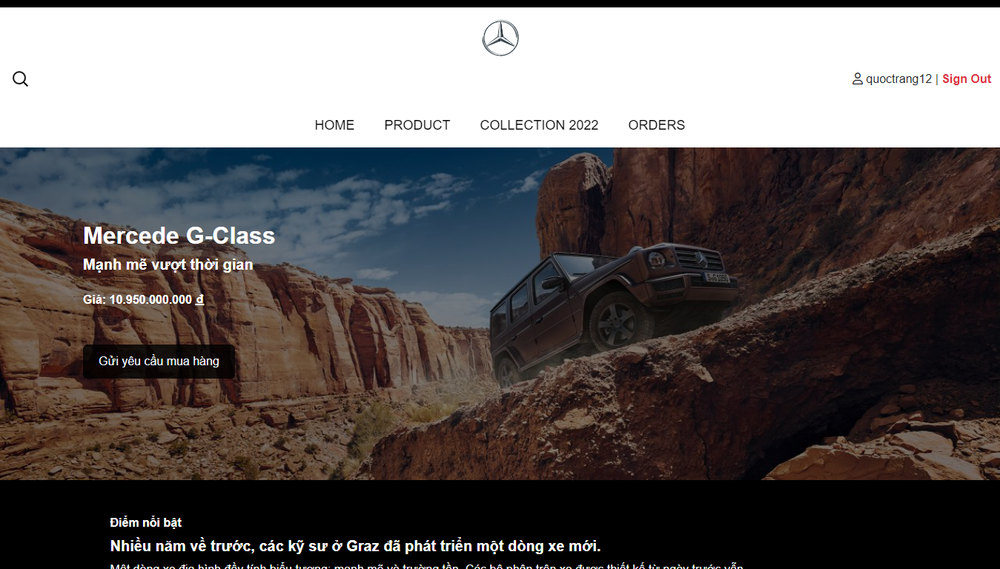 quoctrang12 | Sign Out
HOME PRODUCT COLLECTION 2022 ORDERS
Mercede G-Class
Mạnh mẽ vượt thời gian
Giá: 10.950.000.000 ₫
Gửi yêu cầu mua hàng
Điểm nổi bật
Nhiều năm về trước, các kỹ sư ở Graz đã phát triển một dòng xe mới.
Một dòng xe địa hình đầy tính biểu tượng: mạnh mẽ và trường tồn. Các bộ phận trên xe được thiết kế từ ngày trước vẫn